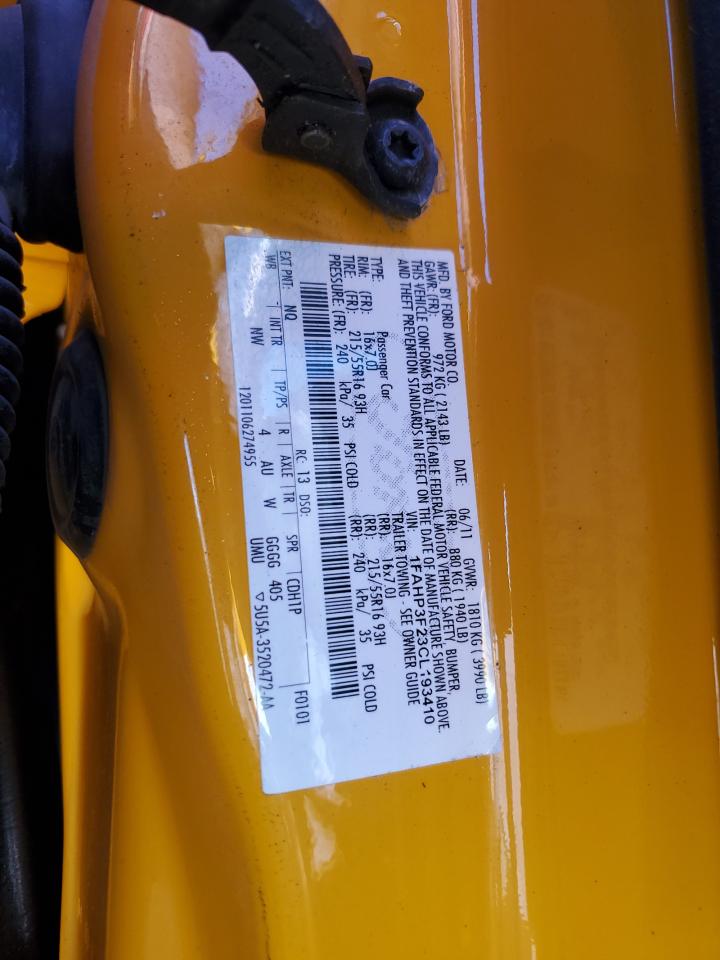 MFD. BY FORD MOTOR CO.
DATE: 06/11 GVWR: 1810 KG ( 3990 LB)
GAWR: (FR): 972 KG ( 2143 LB) (RR): 880 KG ( 1940 LB)
THIS VEHICLE CONFORMS TO ALL APPLICABLE FEDERAL MOTOR VEHICLE SAFETY, BUMPER,
AND THEFT PREVENTION STANDARDS IN EFFECT ON THE DATE OF MANUFACTURE SHOWN ABOVE.
VIN: 1FAHP3F23CL193410
TYPE: Passenger Car TRAILER TOWING - SEE OWNER GUIDE
RIM: (FR): 16x7.0J (RR): 16x7.0J
TIRE: (FR): 215/55R16 93H (RR): 215/55R16 93H
PRESSURE: (FR): 240 kPa/ 35 PSI COLD (RR): 240 kPa/ 35 PSI COLD
EXT PNT: NQ RC: 13 DSO: F0101
WB - INT TR TP/PS R AXLE TR SPR CDH1P
NW 4 AU W GGGG 405
UMU
1201106274955 ▽5U5A-3520472-AA